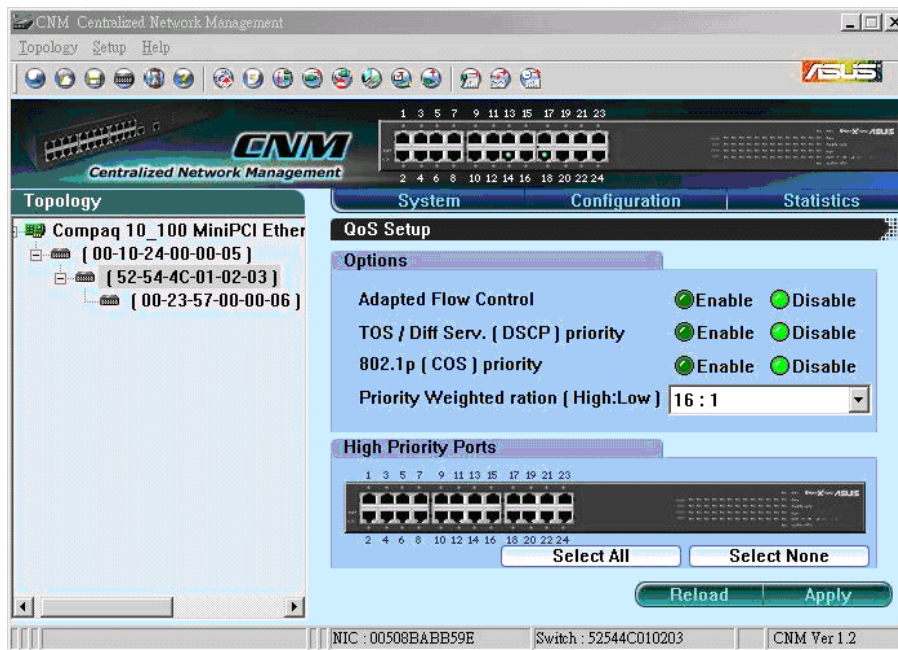 CNM Centralized Network Management
Topology Setup Help
ASUS
1 3 5 7 9 11 13 15 17 19 21 23
CNM
Centralized Network Management
2 4 6 8 10 12 14 16 18 20 22 24
Topology
System Configuration Statistics
Compaq 10_100 MiniPCI Ether
( 00-10-24-00-00-05 )
( 52-54-4C-01-02-03 )
( 00-23-57-00-00-06 )
QoS Setup
Options
Adapted Flow Control Enable Disable
TOS / Diff Serv. ( DSCP ) priority Enable Disable
802.1p ( COS ) priority Enable Disable
Priority Weighted ration ( High:Low ) 16 : 1
High Priority Ports
1 3 5 7 9 11 13 15 17 19 21 23
2 4 6 8 10 12 14 16 18 20 22 24
Select All Select None
Reload Apply
NIC : 00508BABB59E Switch : 52544C010203 CNM Ver 1.2